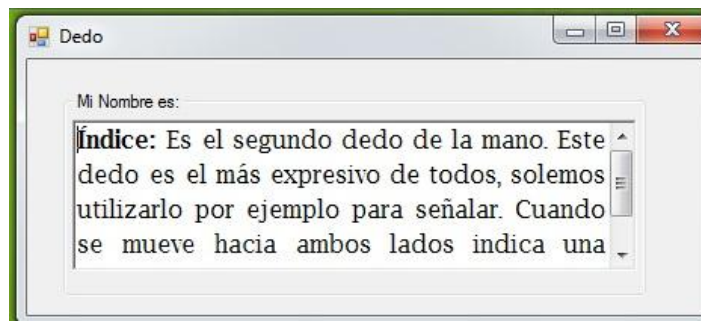 Dedo
Mi Nombre es:
Índice: Es el segundo dedo de la mano. Este
dedo es el más expresivo de todos, solemos
utilizarlo por ejemplo para señalar. Cuando
se mueve hacia ambos lados indica una